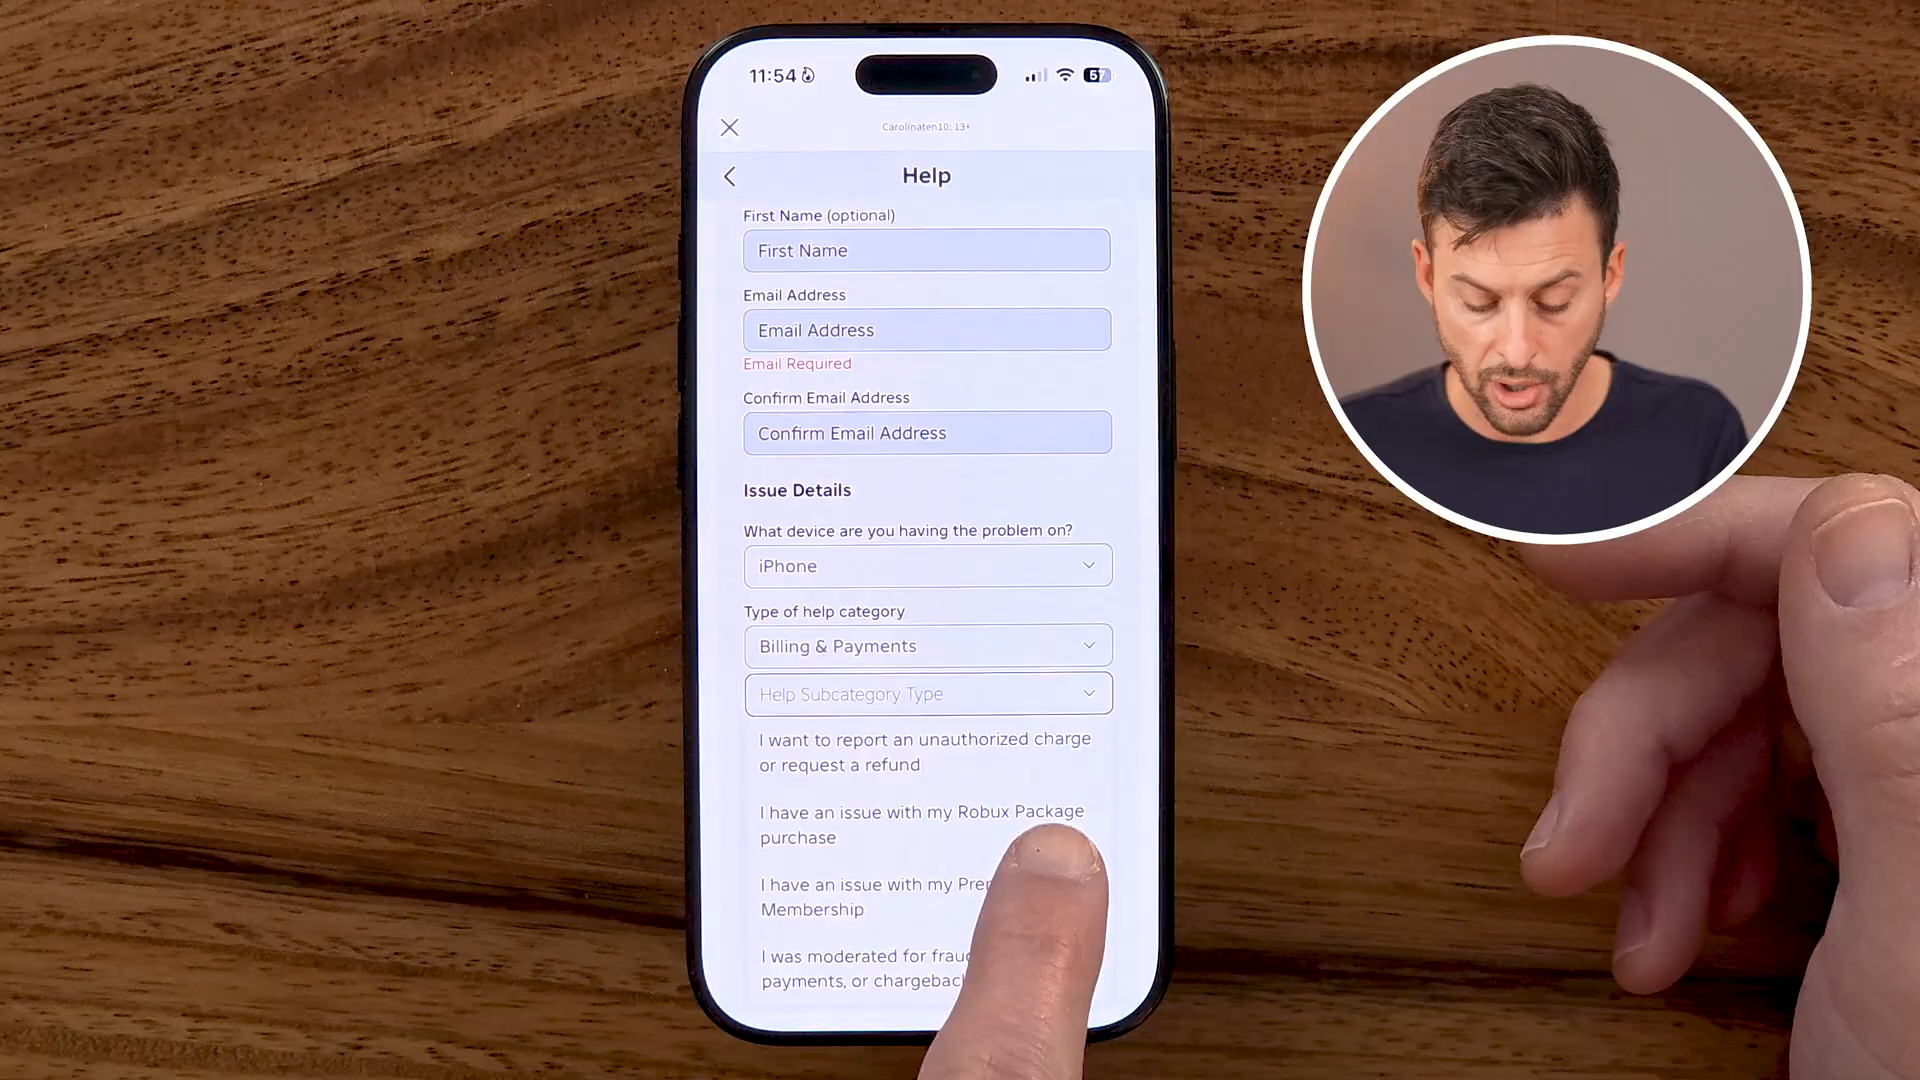 11:54
57
Carolinaten10: 13+
Help
First Name (optional)
First Name
Email Address
Email Address
Email Required
Confirm Email Address
Confirm Email Address
Issue Details
What device are you having the problem on?
iPhone
Type of help category
Billing & Payments
Help Subcategory Type
I want to report an unauthorized charge
or request a refund
I have an issue with my Robux Package
purchase
I have an issue with my
Membership
I was moderated for
payments, or